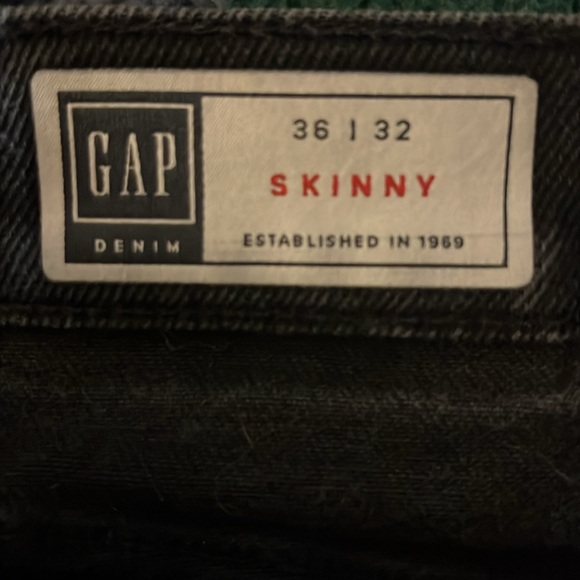 GAP
DENIM
36 | 32
SKINNY
ESTABLISHED IN 1969